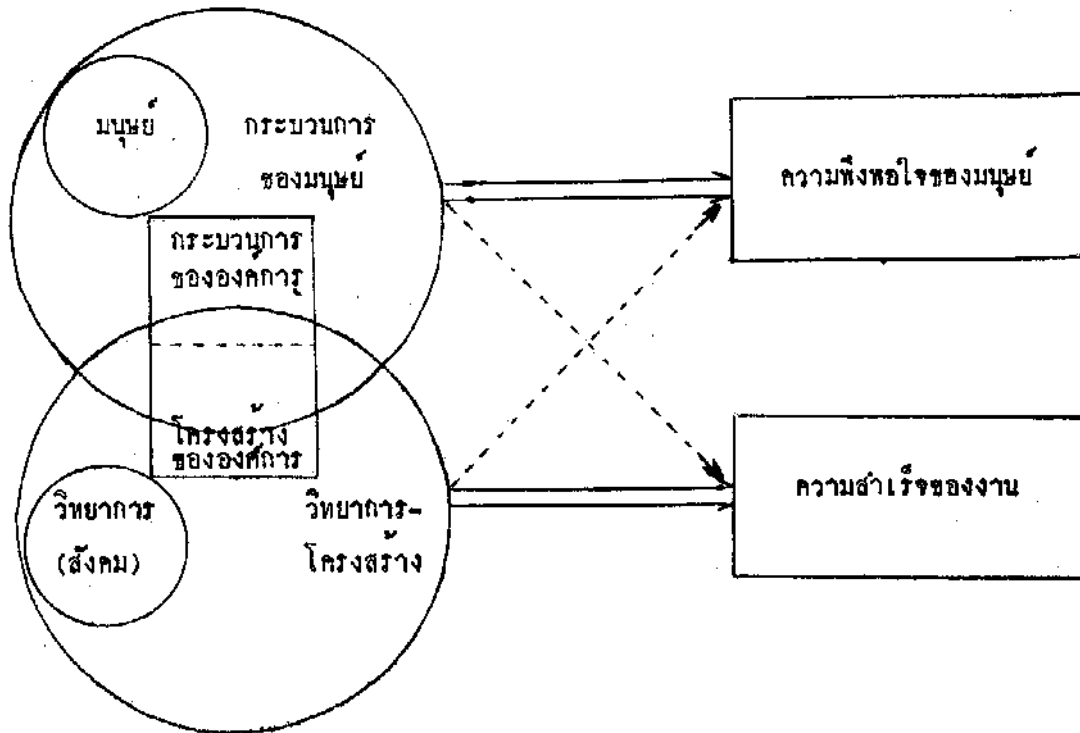 มนุษย์
กระบวนการ
ของมนุษย์
ความพึงพอใจของมนุษย์
กระบวนการ
ขององค์การ
โครงสร้าง
ขององค์การ
วิทยาการ
(สังคม)
วิทยาการ-
โครงสร้าง
ความสำเร็จของงาน